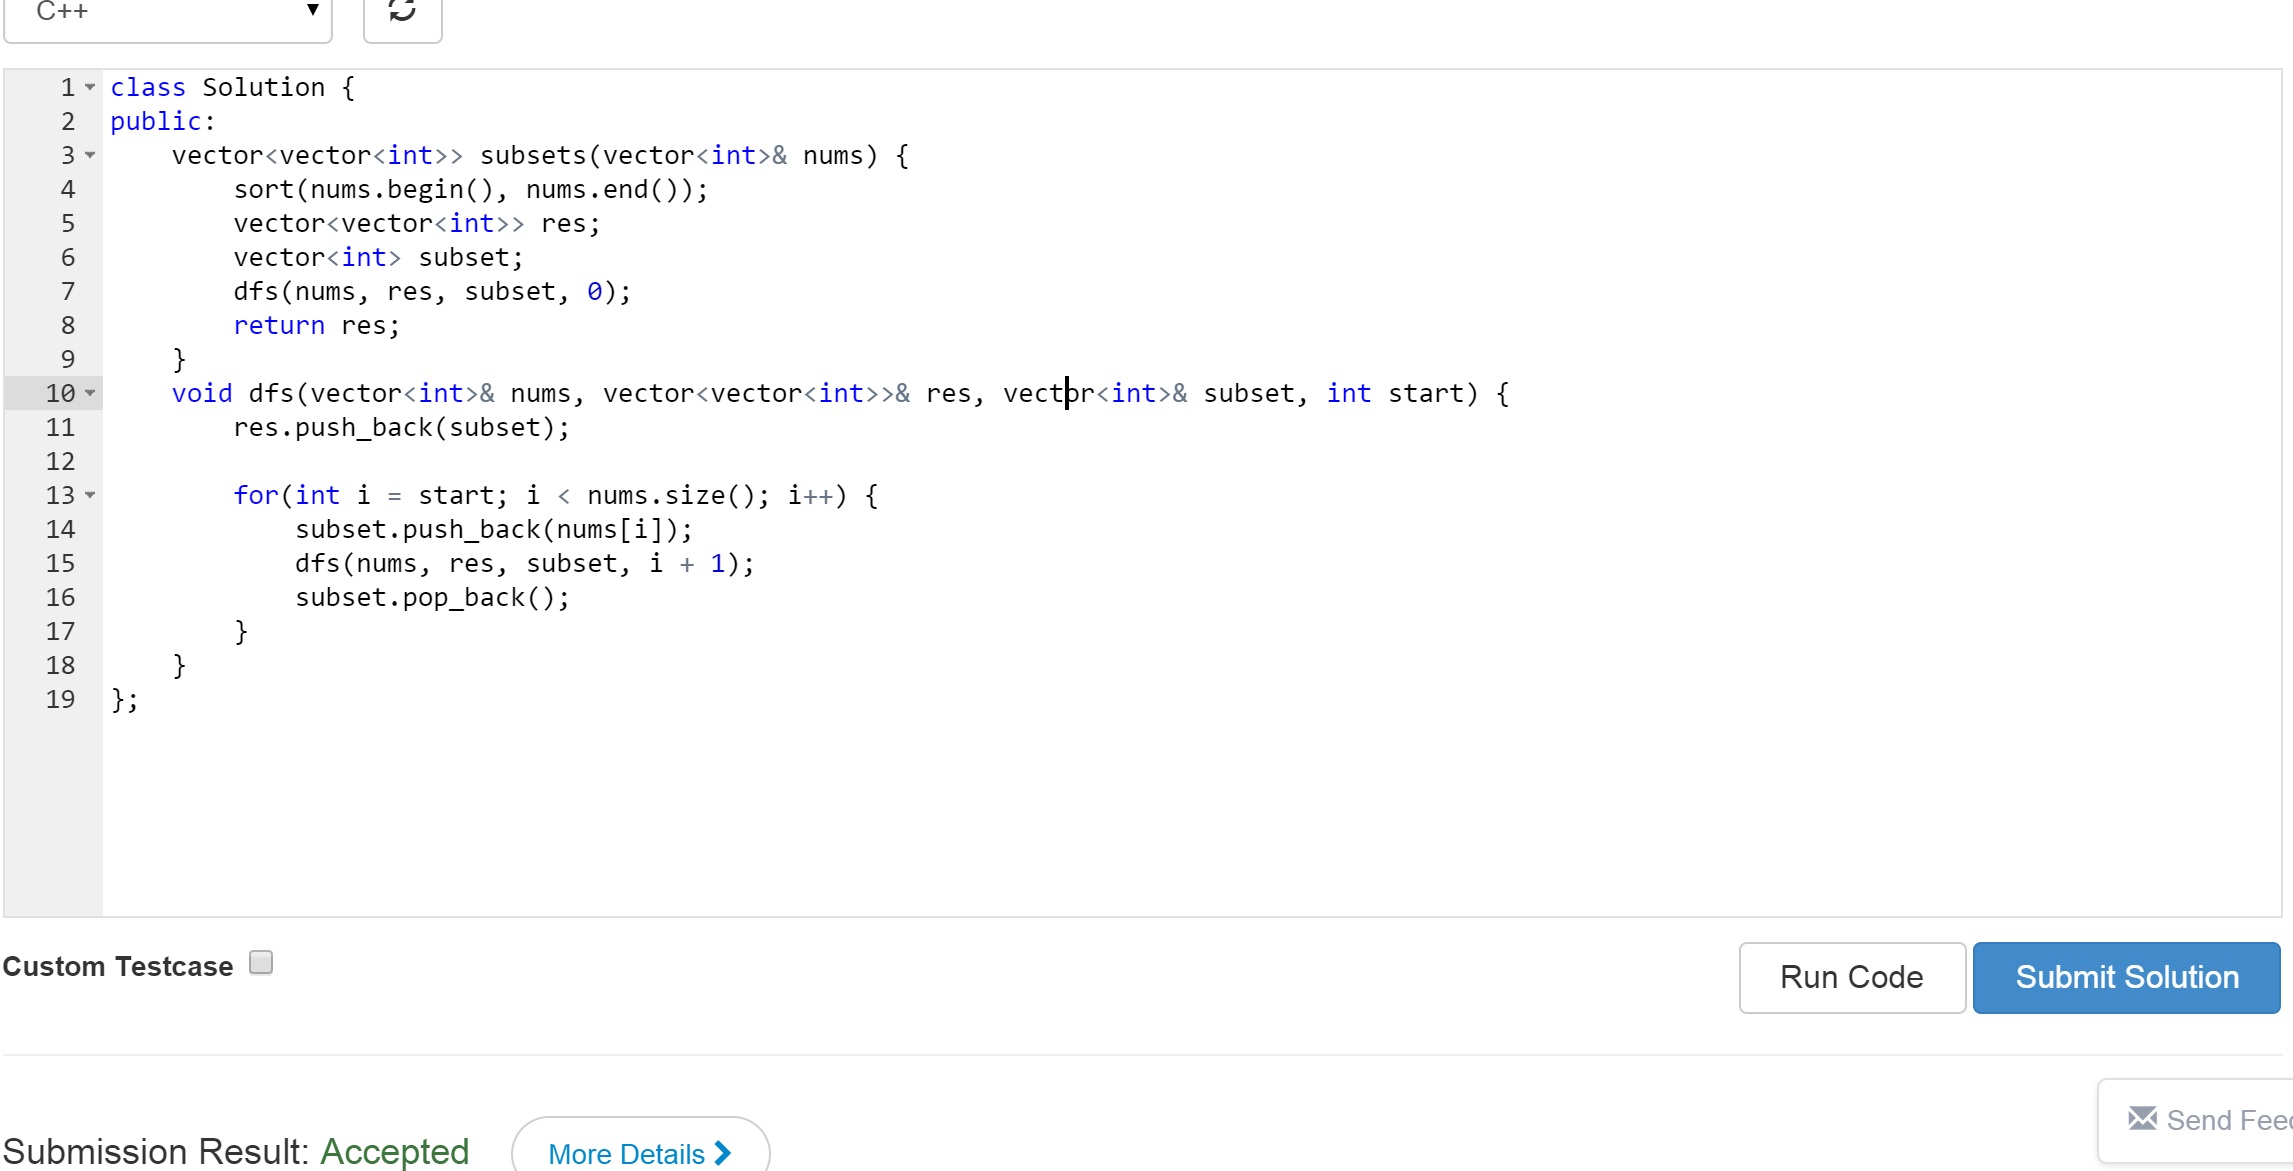 C++
1 class Solution {
2 public:
3     vector<vector<int>> subsets(vector<int>& nums) {
4         sort(nums.begin(), nums.end());
5         vector<vector<int>> res;
6         vector<int> subset;
7         dfs(nums, res, subset, 0);
8         return res;
9     }
10     void dfs(vector<int>& nums, vector<vector<int>>& res, vector<int>& subset, int start) {
11         res.push_back(subset);
12
13         for(int i = start; i < nums.size(); i++) {
14             subset.push_back(nums[i]);
15             dfs(nums, res, subset, i + 1);
16             subset.pop_back();
17         }
18     }
19 };
Custom Testcase
Run Code
Submit Solution
Send
Submission Result: Accepted
More Details